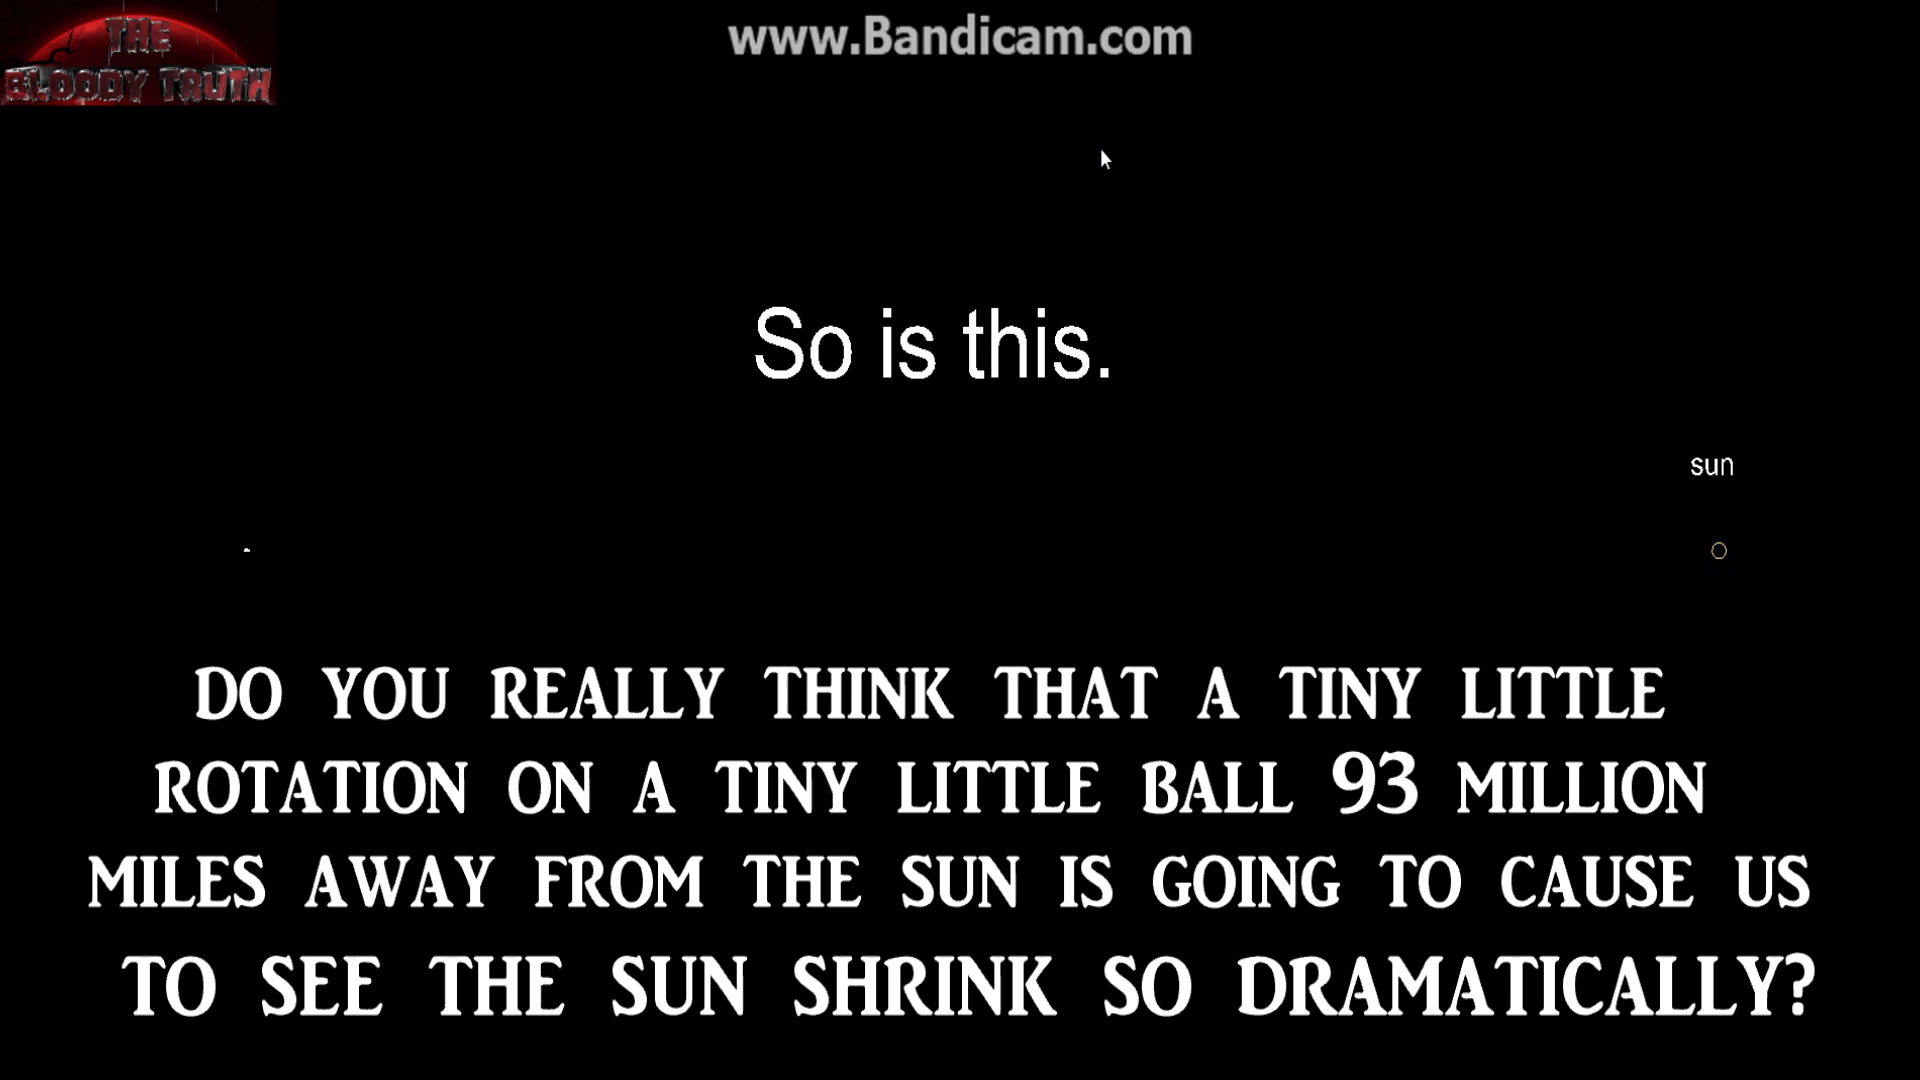 THE
BLOODY TRUTH
www.Bandicam.com
So is this.
sun
DO YOU REALLY THINK THAT A TINY LITTLE
ROTATION ON A TINY LITTLE BALL 93 MILLION
MILES AWAY FROM THE SUN IS GOING TO CAUSE US
TO SEE THE SUN SHRINK SO DRAMATICALLY?